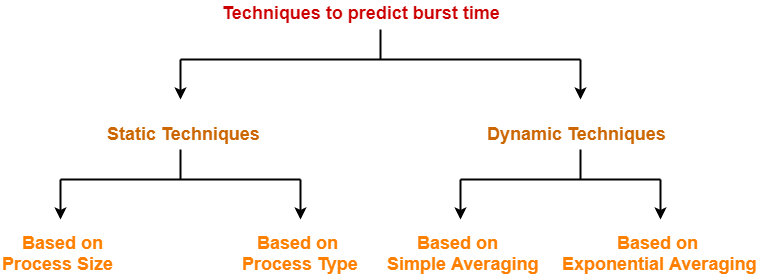 Techniques to predict burst time
Static Techniques
Dynamic Techniques
Based on
Process Size
Based on
Process Type
Based on
Simple Averaging
Based on
Exponential Averaging